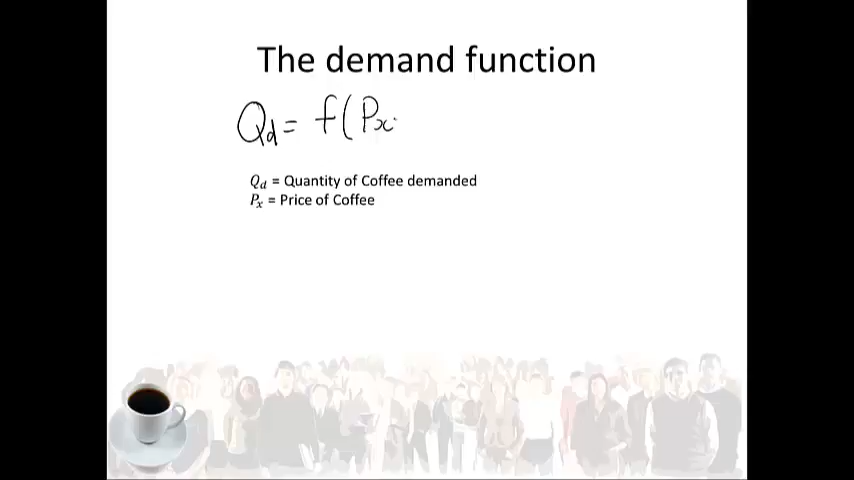 The demand function
Qd = f(Px
Qd = Quantity of Coffee demanded
Px = Price of Coffee